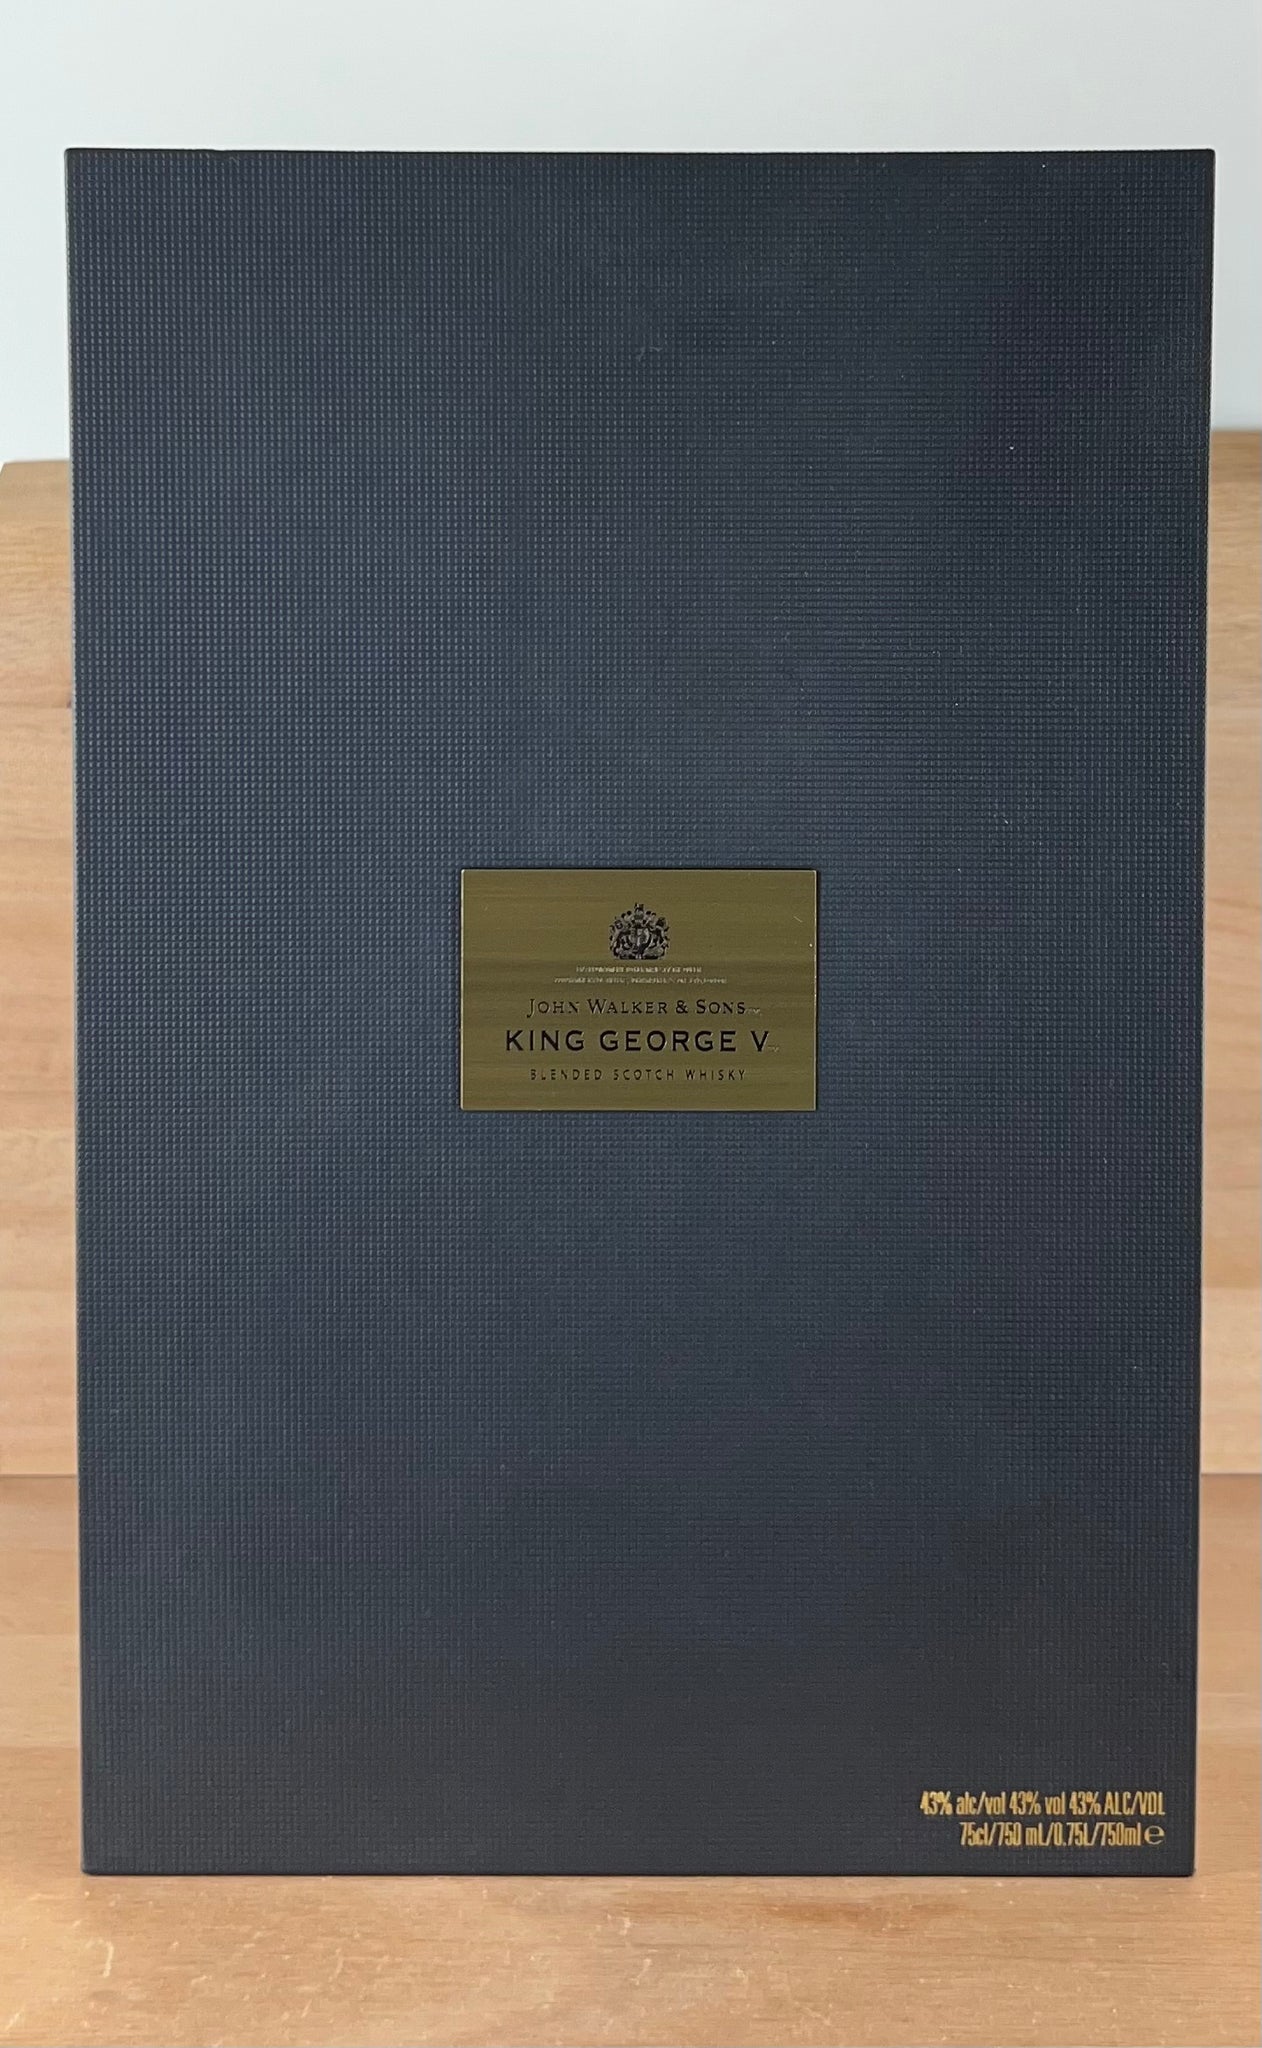 JOHN WALKER & SONS
KING GEORGE V
BLENDED SCOTCH WHISKY
43% alc/vol 43% vol 43% ALC/VOL
75cl/750 mL/0.75L/750ml e